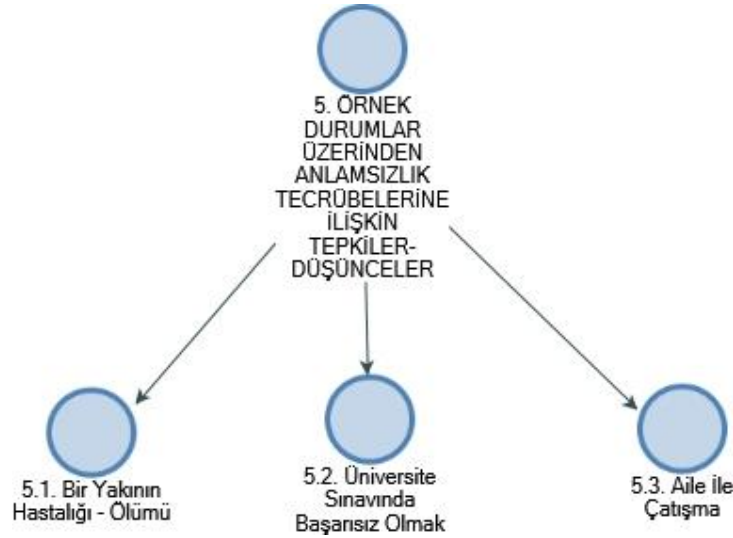 5. ÖRNEK
DURUMLAR
ÜZERİNDEN
ANLAMSIZLIK
TECRÜBELERİNE
İLİŞKİN
TEPKİLER-
DÜŞÜNCELER
5.1. Bir Yakının
Hastalığı - Ölümü
5.2. Üniversite
Sınavında
Başarısız Olmak
5.3. Aile İle
Çatışma